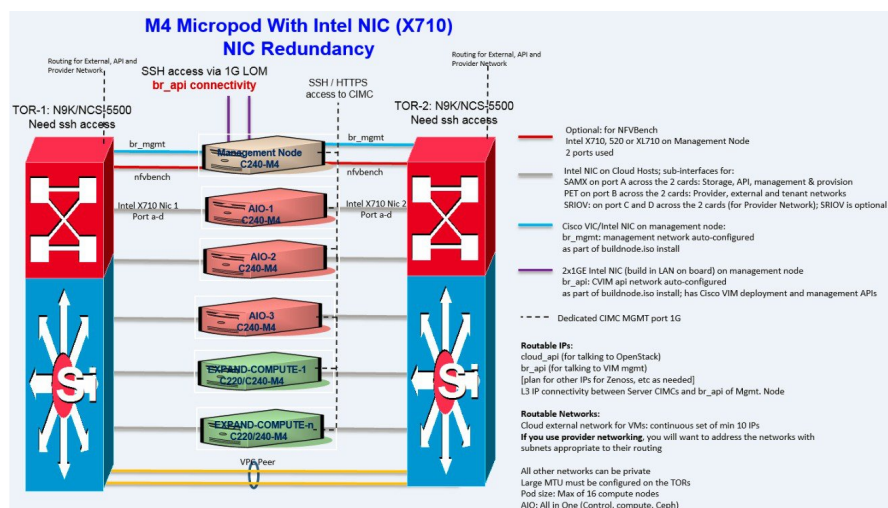 M4 Micropod With Intel NIC (X710)
NIC Redundancy
Routing for External, API and
Provider Network
Routing for External, API and
Provider Network
SSH access via 1G LOM
br_api connectivity
SSH / HTTPS
access to CIMC
TOR-1: N9K/NCS-5500
Need ssh access
TOR-2: N9K/NCS-5500
Need ssh access
br_mgmt
br_mgmt
Management Node
C240-M4
nfvbench
nfvbench
Intel X710 Nic 1
Port a-d
AIO-1
C240-M4
Intel X710 Nic 2
Port a-d
AIO-2
C240-M4
AIO-3
C240-M4
EXPAND-COMPUTE-1
C220/C240-M4
EXPAND-COMPUTE-n
C220/240-M4
Si
Si
VPC Peer
Optional: for NFVBench
Intel X710, 520 or XL710 on Management Node
2 ports used
Intel NIC on Cloud Hosts; sub-interfaces for:
SAMX on port A across the 2 cards: Storage, API, management & provision
PET on port B across the 2 cards: Provider, external and tenant networks
SRIOV: on port C and D across the 2 cards (for Provider Network); SRIOV is optional
Cisco VIC/Intel NIC on management node:
br_mgmt: management network auto-configured
as part of buildnode.iso install
2x1GE Intel NIC (build in LAN on board) on management node
br_api: CVIM api network auto-configured
as part of buildnode.iso install; has Cisco VIM deployment and management APIs
Dedicated CIMC MGMT port 1G
Routable IPs:
cloud_api (for talking to OpenStack)
br_api (for talking to VIM mgmt)
[plan for other IPs for Zenoss, etc as needed]
L3 IP connectivity between Server CIMCs and br_api of Mgmt. Node
Routable Networks:
Cloud external network for VMs: continuous set of min 10 IPs
If you use provider networking, you will want to address the networks with
subnets appropriate to their routing
All other networks can be private
Large MTU must be configured on the TORs
Pod size: Max of 16 compute nodes
AIO: All in One (Control, compute, Ceph)